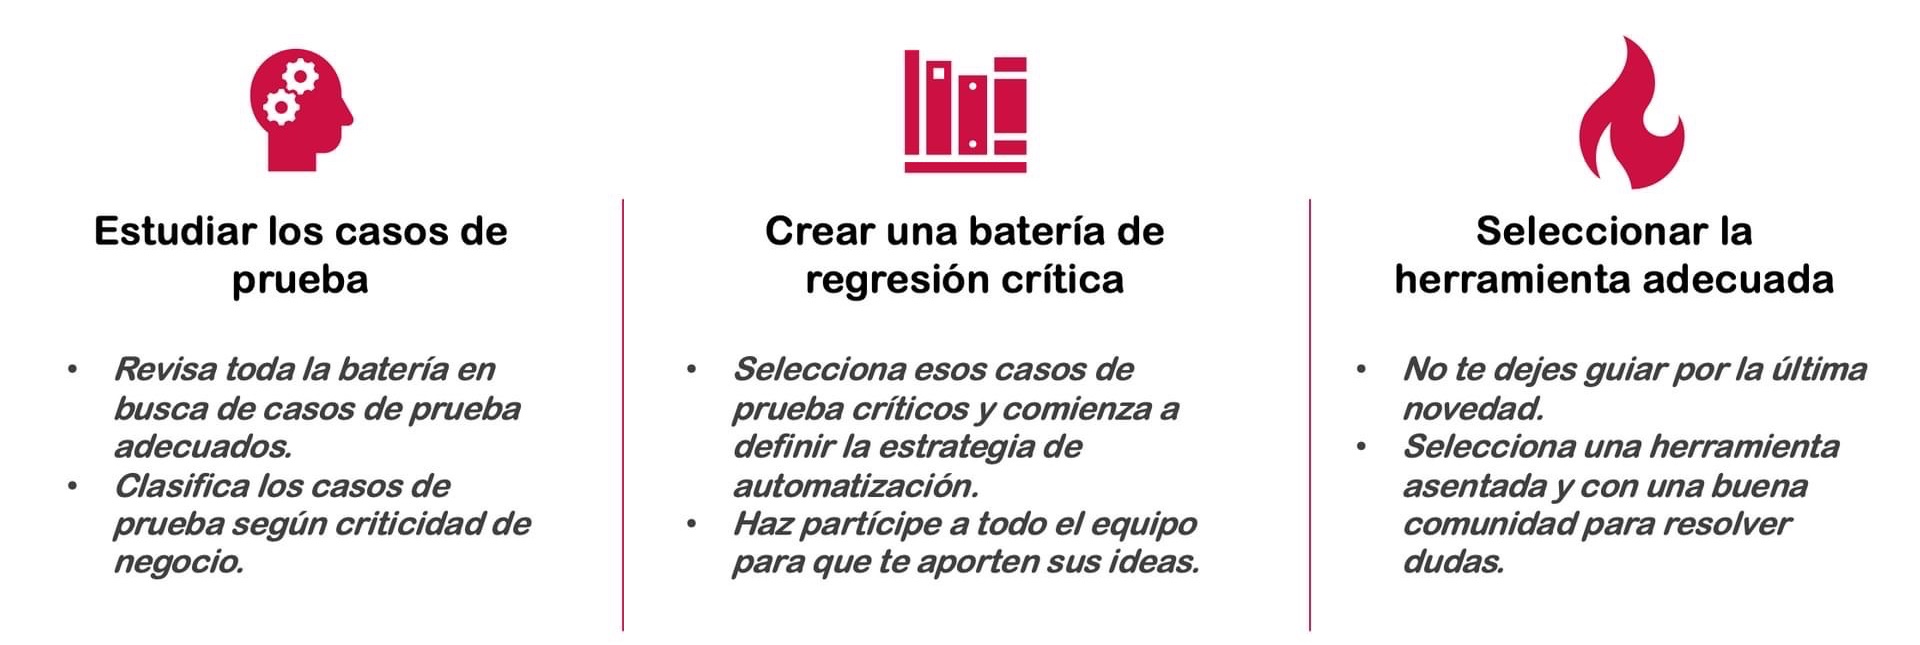 Estudiar los casos de
prueba
• Revisa toda la batería en
busca de casos de prueba
adecuados.
• Clasifica los casos de
prueba según criticidad de
negocio.
Crear una batería de
regresión crítica
• Selecciona esos casos de
prueba críticos y comienza a
definir la estrategia de
automatización.
• Haz partícipe a todo el equipo
para que te aporten sus ideas.
Seleccionar la
herramienta adecuada
• No te dejes guiar por la última
novedad.
• Selecciona una herramienta
asentada y con una buena
comunidad para resolver
dudas.